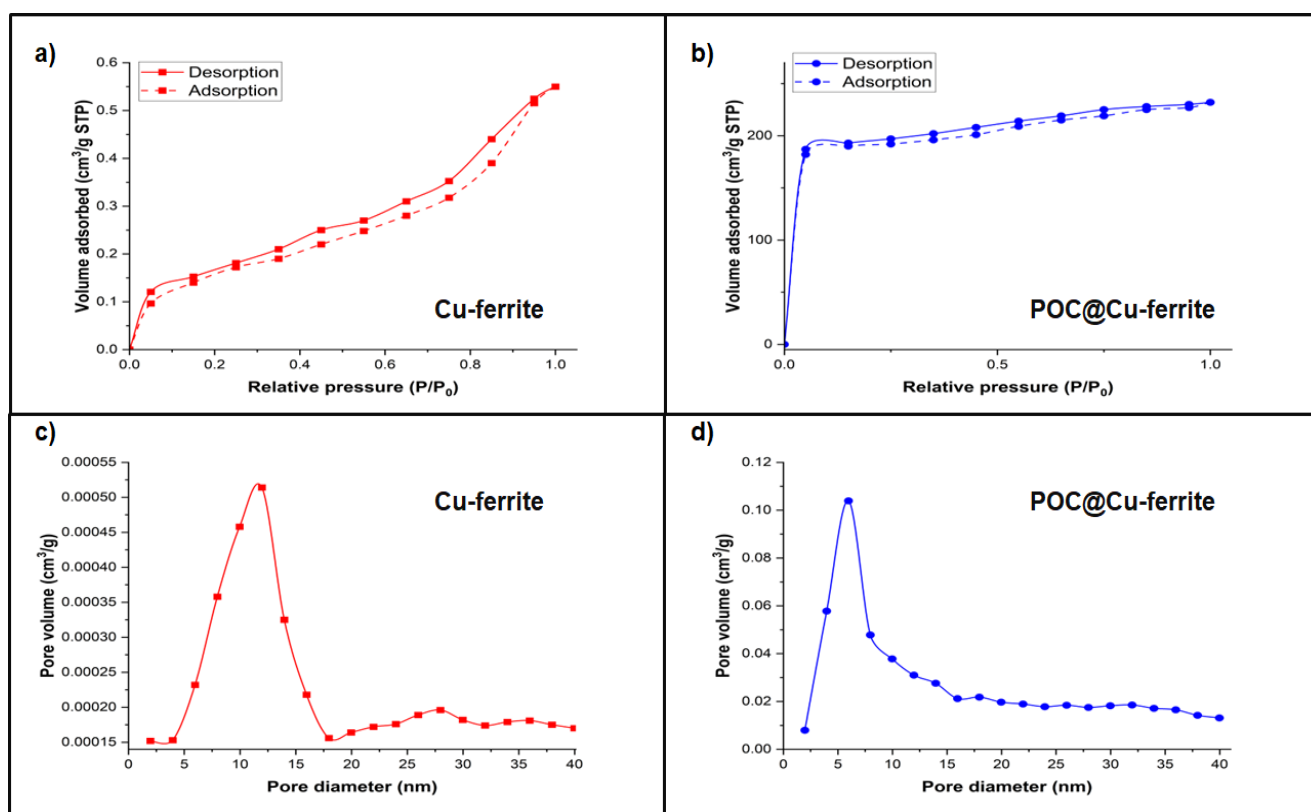 a)
Desorption
Adsorption
Volume adsorbed (cm³/g STP)
0.6
0.5
0.4
0.3
0.2
0.1
0.0
0.0 0.2 0.4 0.6 0.8 1.0
Relative pressure (P/P₀)
Cu-ferrite
b)
Desorption
Adsorption
Volume adsorbed (cm³/g STP)
200
100
0
0.0 0.5 1.0
Relative pressure (P/P₀)
POC@Cu-ferrite
c)
Cu-ferrite
Pore volume (cm³/g)
0.00055
0.00050
0.00045
0.00040
0.00035
0.00030
0.00025
0.00020
0.00015
0 5 10 15 20 25 30 35 40
Pore diameter (nm)
d)
POC@Cu-ferrite
Pore volume (cm³/g)
0.12
0.10
0.08
0.06
0.04
0.02
0.00
0 5 10 15 20 25 30 35 40
Pore diameter (nm)